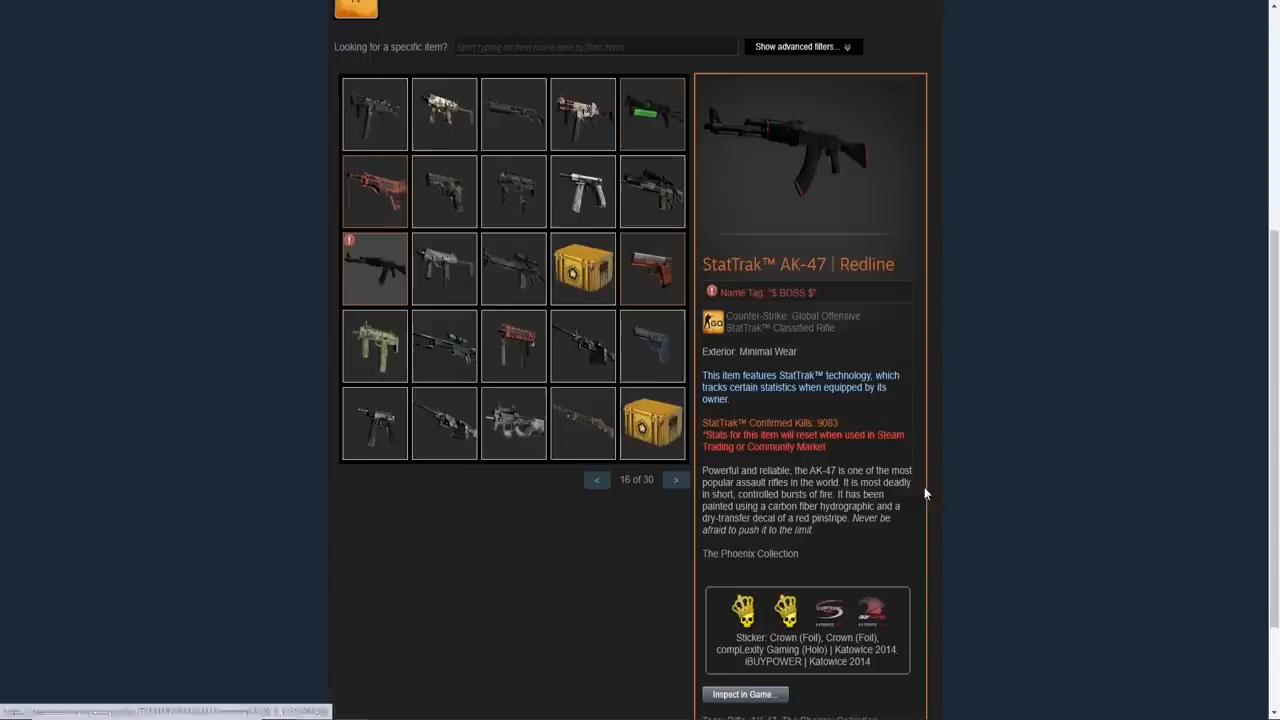 Looking for a specific item?
Start typing an item name here to filter items
Show advanced filters...
StatTrak™ AK-47 | Redline
Name Tag: "$ BOSS $"
Counter-Strike: Global Offensive
StatTrak™ Classified Rifle
Exterior: Minimal Wear
This item features StatTrak™ technology, which
tracks certain statistics when equipped by its
owner.
StatTrak™ Confirmed Kills: 9083
*Stats for this item will reset when used in Steam
Trading or Community Market
Powerful and reliable, the AK-47 is one of the most
popular assault rifles in the world. It is most deadly
in short, controlled bursts of fire. It has been
painted using a carbon fiber hydrographic and a
dry-transfer decal of a red pinstripe. Never be
afraid to push it to the limit
The Phoenix Collection
Sticker: Crown (Foil), Crown (Foil),
compLexity Gaming (Holo) | Katowice 2014,
iBUYPOWER | Katowice 2014
< 16 of 30 >
Inspect in Game...